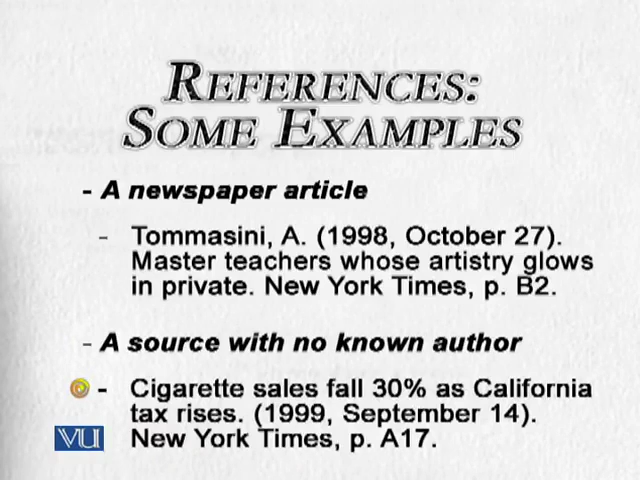 REFERENCES:
SOME EXAMPLES
- A newspaper article
- Tommasini, A. (1998, October 27).
Master teachers whose artistry glows
in private. New York Times, p. B2.
- A source with no known author
- Cigarette sales fall 30% as California
tax rises. (1999, September 14).
New York Times, p. A17.
VU